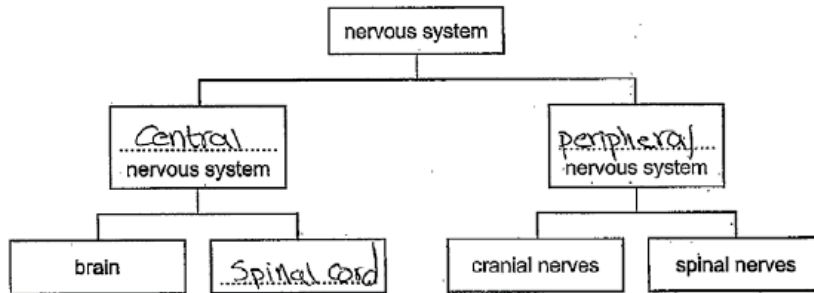 nervous system
Central
nervous system
peripheral
nervous system
brain
Spinal cord
cranial nerves
spinal nerves